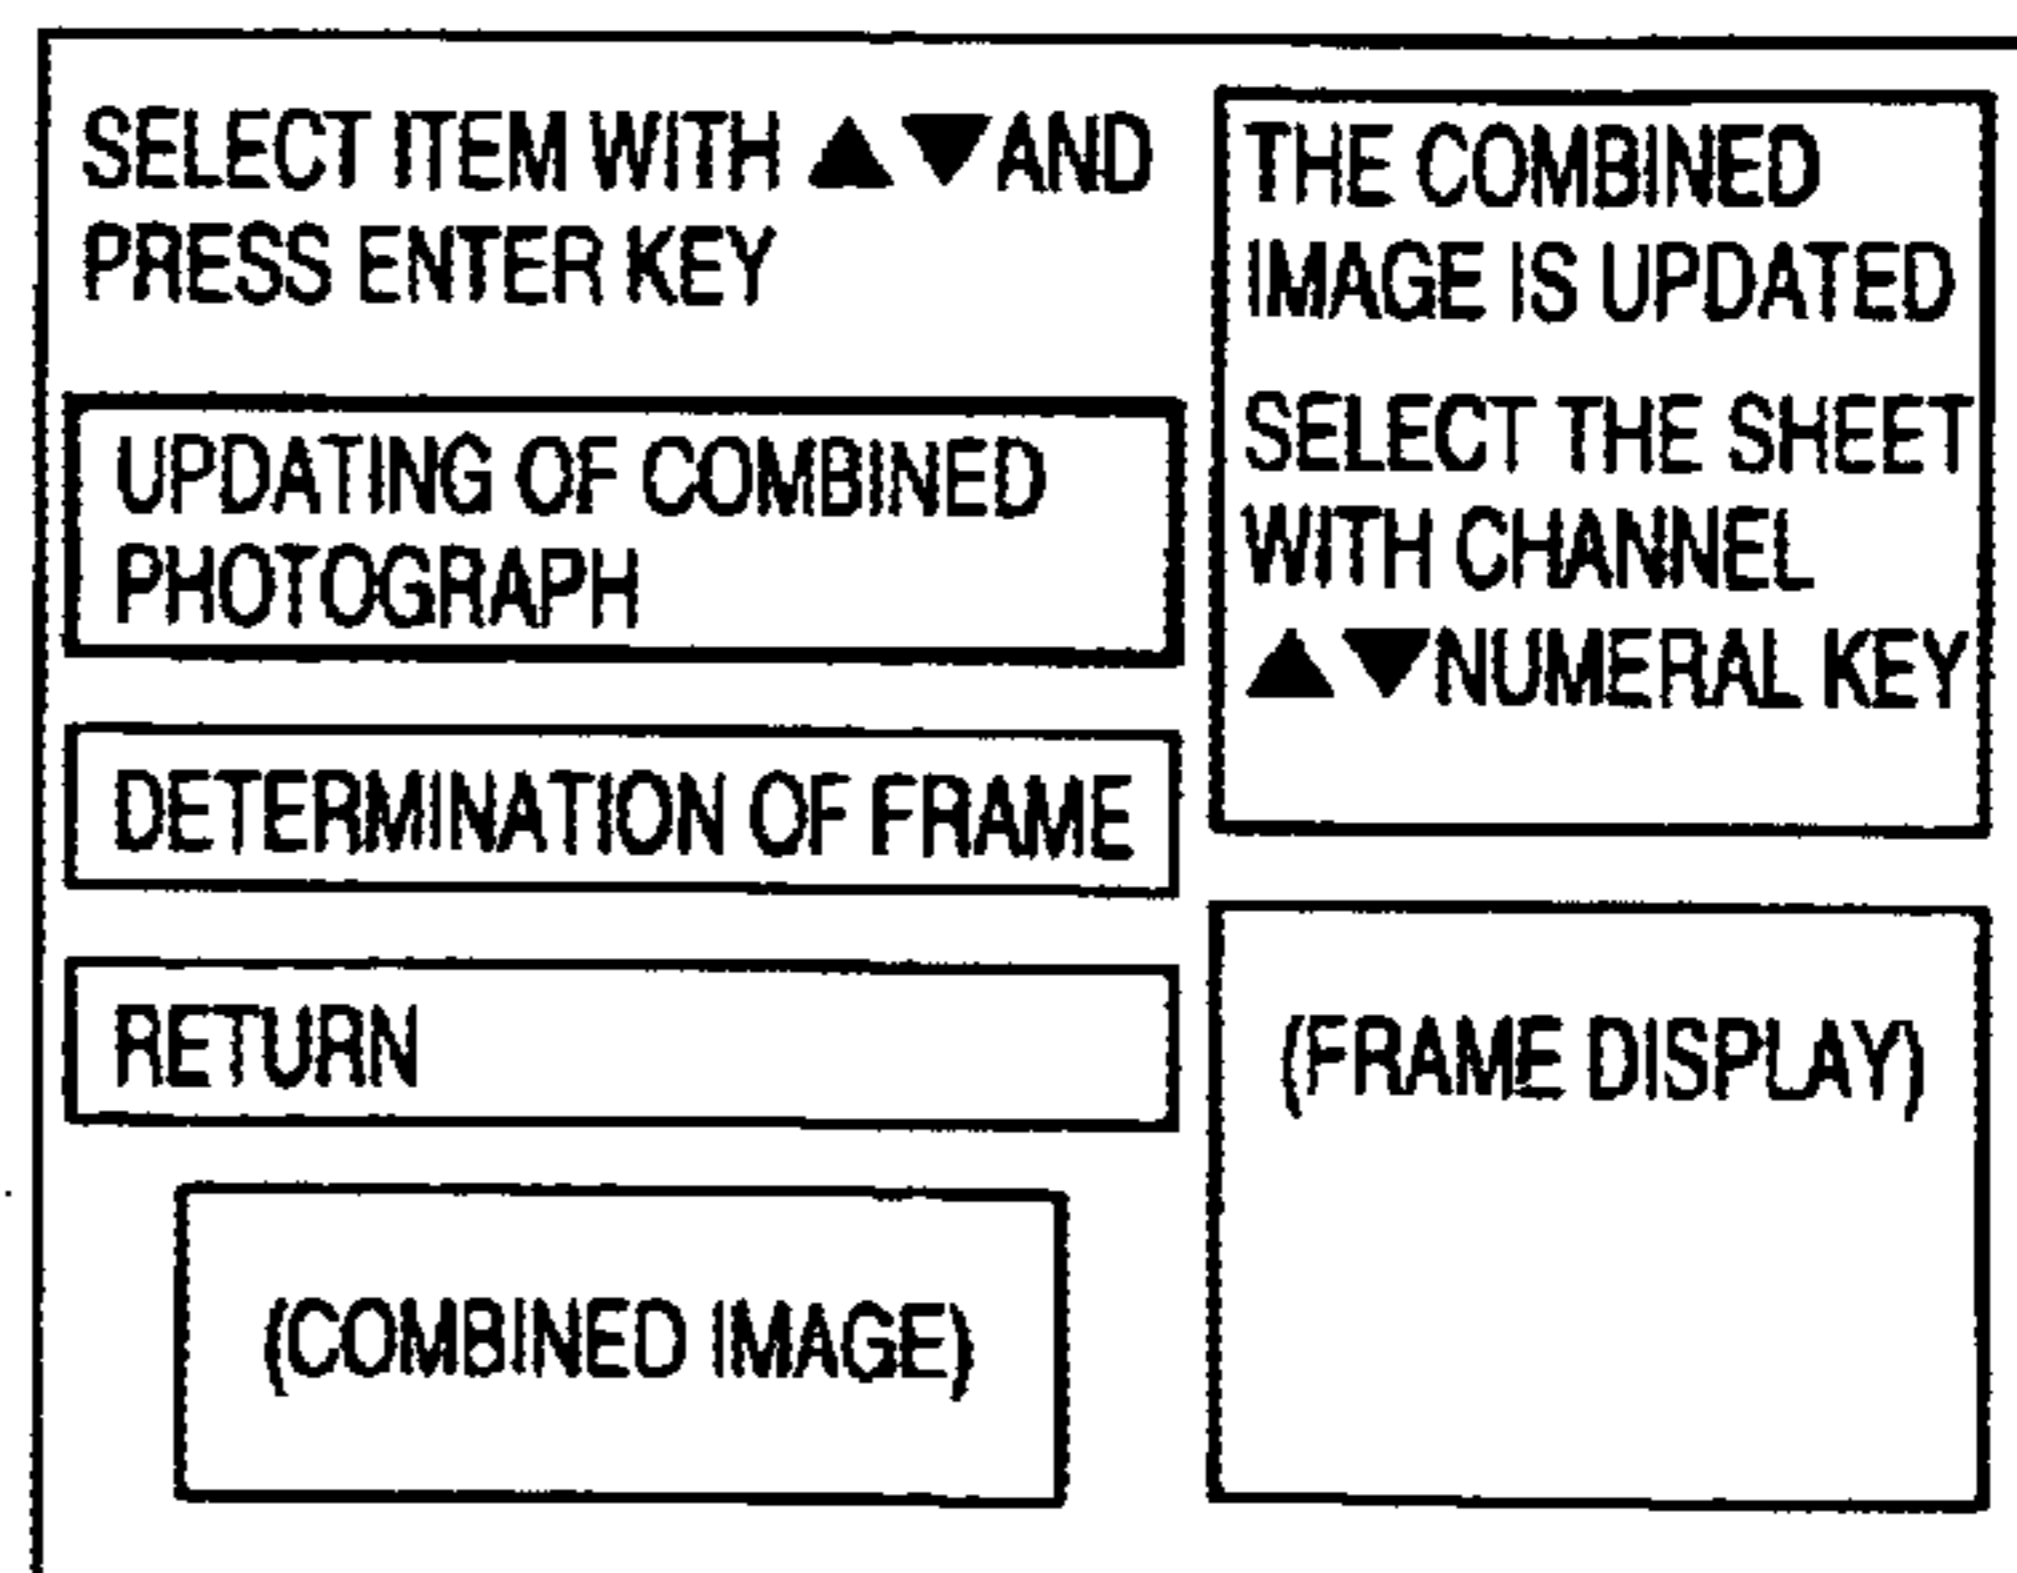 SELECT ITEM WITH ▲▼AND
PRESS ENTER KEY
UPDATING OF COMBINED
PHOTOGRAPH
DETERMINATION OF FRAME
RETURN
(COMBINED IMAGE)
THE COMBINED
IMAGE IS UPDATED
SELECT THE SHEET
WITH CHANNEL
▲▼NUMERAL KEY
(FRAME DISPLAY)